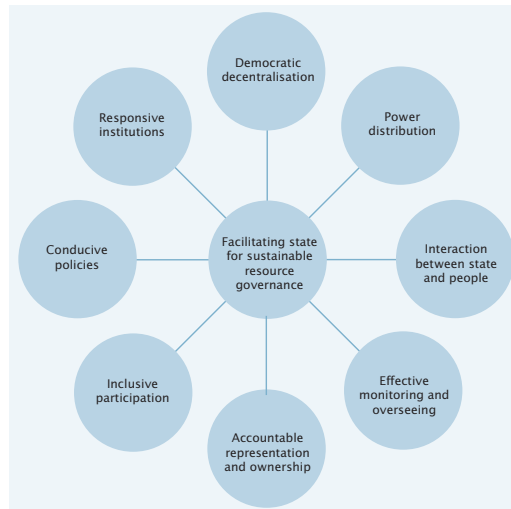 Democratic
decentralisation
Power
distribution
Interaction
between state
and people
Effective
monitoring and
overseeing
Accountable
representation
and ownership
Inclusive
participation
Conducive
policies
Responsive
institutions
Facilitating state
for sustainable
resource
governance